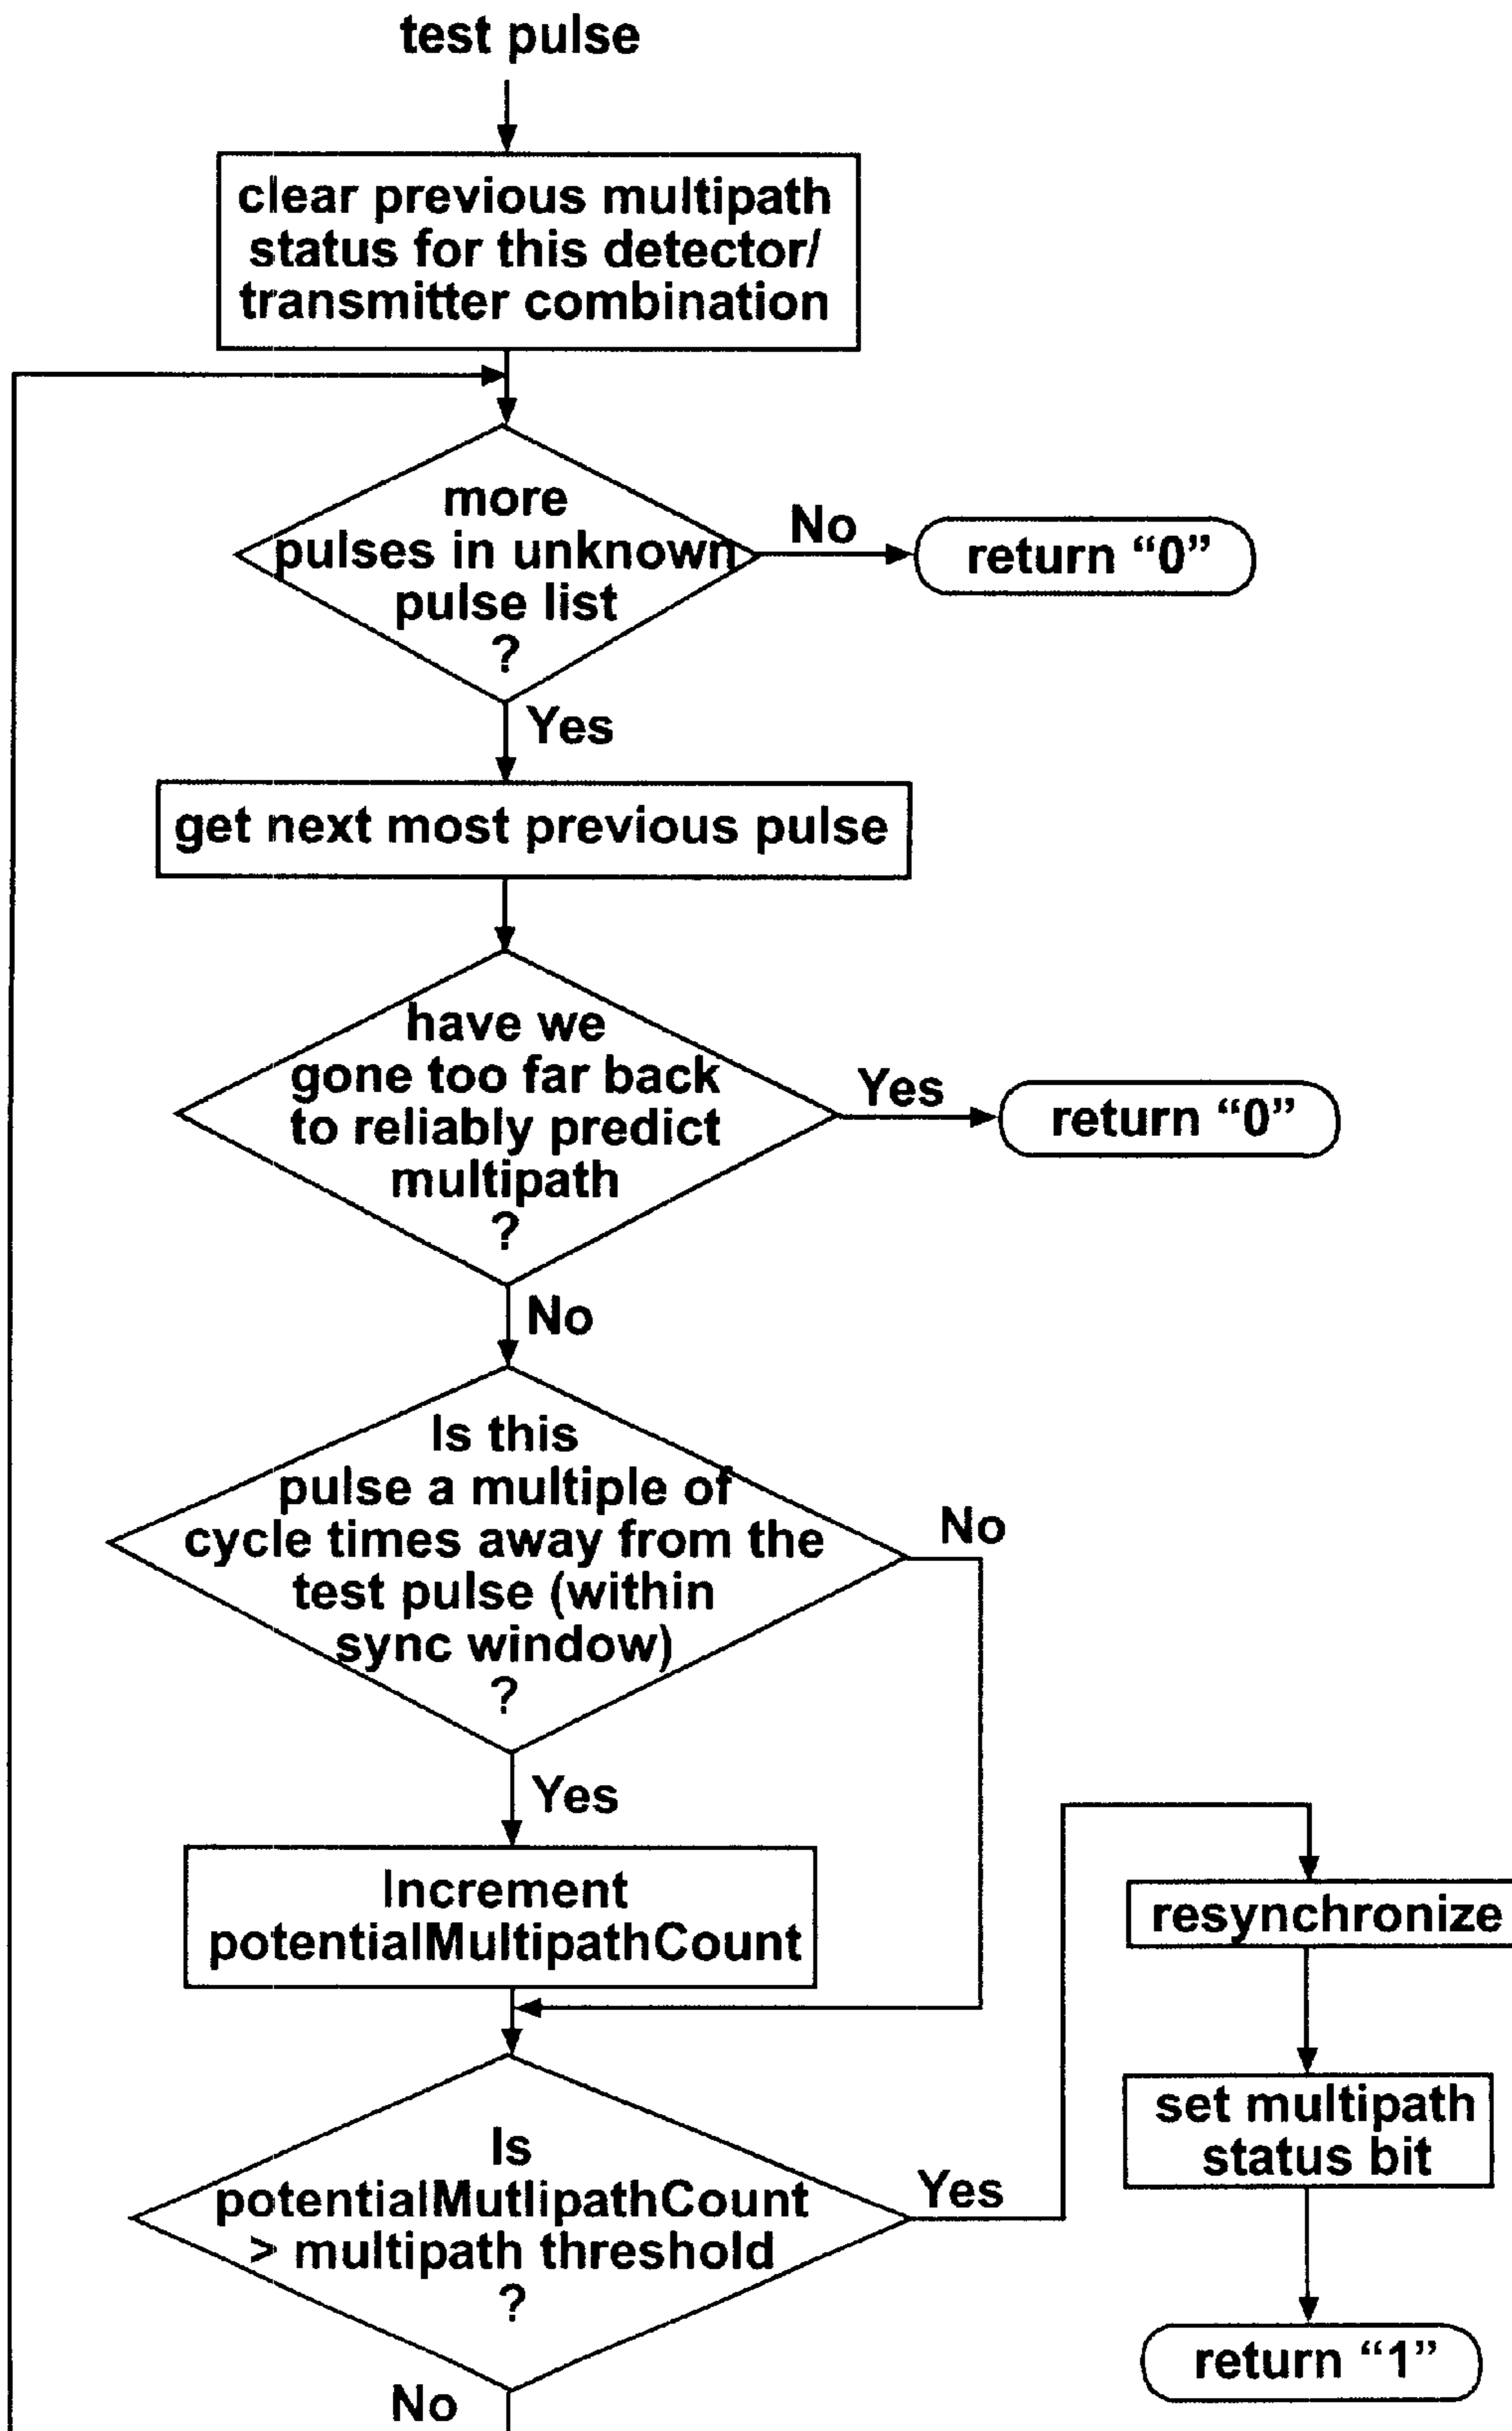 test pulse
clear previous multipath
status for this detector/
transmitter combination
more
pulses in unknown
pulse list
?
No
return “0”
Yes
get next most previous pulse
have we
gone too far back
to reliably predict
multipath
?
Yes
return “0”
No
Is this
pulse a multiple of
cycle times away from the
test pulse (within
sync window)
?
No
Yes
Increment
potentialMultipathCount
Is
potentialMutlipathCount
> multipath threshold
?
Yes
No
resynchronize
set multipath
status bit
return “1”